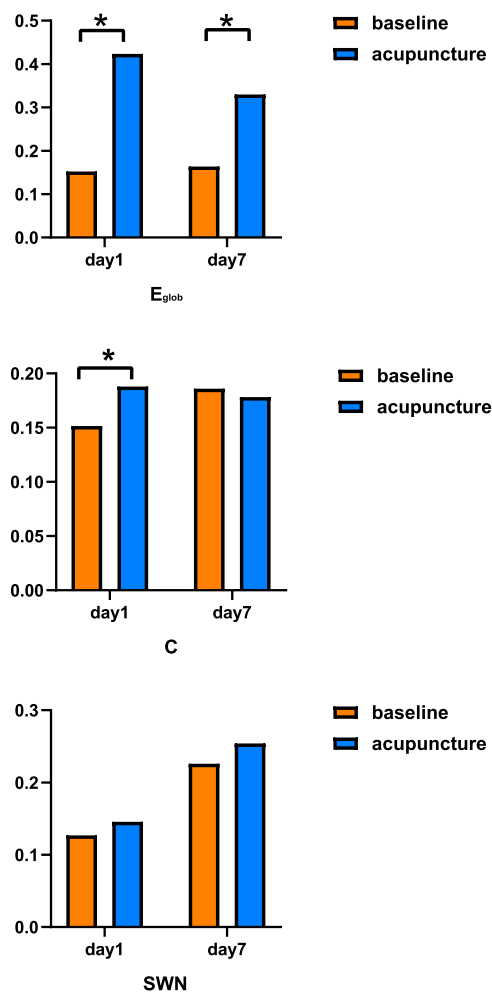 0.5
0.4
0.3
0.2
0.1
0.0
* *
day1 day7
Eglob
baseline
acupuncture
0.20
0.15
0.10
0.05
0.00
*
day1 day7
C
baseline
acupuncture
0.3
0.2
0.1
0.0
day1 day7
SWN
baseline
acupuncture